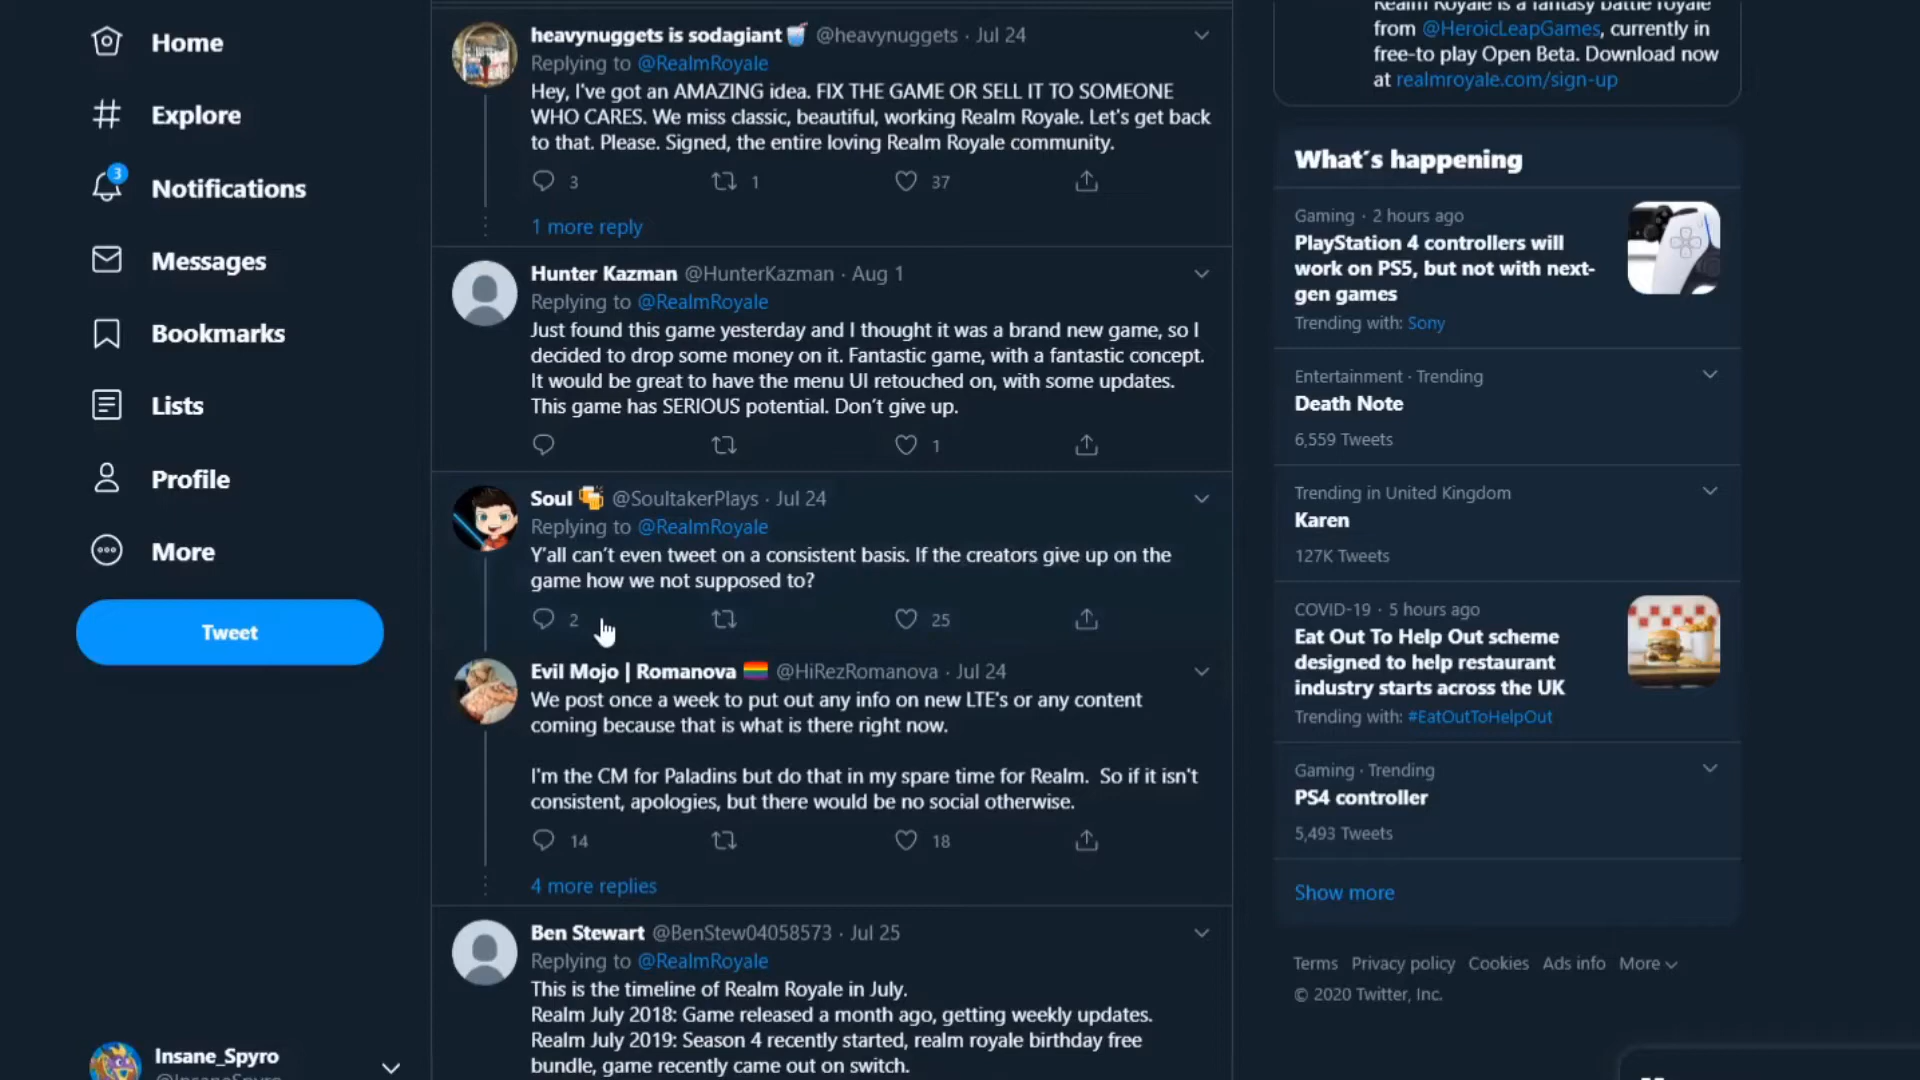 Home
Explore
3
Notifications
Messages
Bookmarks
Lists
Profile
More
Tweet
Insane_Spyro
heavynuggets is sodagiant @heavynuggets · Jul 24
Replying to @RealmRoyale
Hey, I've got an AMAZING idea. FIX THE GAME OR SELL IT TO SOMEONE
WHO CARES. We miss classic, beautiful, working Realm Royale. Let's get back
to that. Please. Signed, the entire loving Realm Royale community.
3 1 37
1 more reply
Hunter Kazman @HunterKazman · Aug 1
Replying to @RealmRoyale
Just found this game yesterday and I thought it was a brand new game, so I
decided to drop some money on it. Fantastic game, with a fantastic concept.
It would be great to have the menu UI retouched on, with some updates.
This game has SERIOUS potential. Don't give up.
1
Soul @SoultakerPlays · Jul 24
Replying to @RealmRoyale
Y'all can't even tweet on a consistent basis. If the creators give up on the
game how we not supposed to?
2 25
Evil Mojo | Romanova @HiRezRomanova · Jul 24
We post once a week to put out any info on new LTE's or any content
coming because that is what is there right now.
I'm the CM for Paladins but do that in my spare time for Realm. So if it isn't
consistent, apologies, but there would be no social otherwise.
14 18
4 more replies
Ben Stewart @BenStew04058573 · Jul 25
Replying to @RealmRoyale
This is the timeline of Realm Royale in July.
Realm July 2018: Game released a month ago, getting weekly updates.
Realm July 2019: Season 4 recently started, realm royale birthday free
bundle, game recently came out on switch.
Realm Royale is a fantasy battle royale
from @HeroicLeapGames, currently in
free-to play Open Beta. Download now
at realmroyale.com/sign-up
What´s happening
Gaming · 2 hours ago
PlayStation 4 controllers will
work on PS5, but not with next-
gen games
Trending with: Sony
Entertainment · Trending
Death Note
6,559 Tweets
Trending in United Kingdom
Karen
127K Tweets
COVID-19 · 5 hours ago
Eat Out To Help Out scheme
designed to help restaurant
industry starts across the UK
Trending with: #EatOutToHelpOut
Gaming · Trending
PS4 controller
5,493 Tweets
Show more
Terms Privacy policy Cookies Ads info More
© 2020 Twitter, Inc.